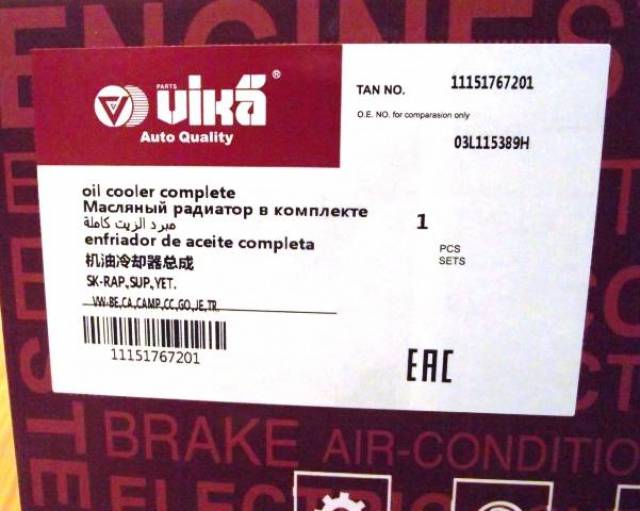 ENGINES
PARTS
vika®
Auto Quality
TAN NO. 11151767201
O.E. NO. for comparasion only
03L115389H
oil cooler complete
Масляный радиатор в комплекте
مبرد الزيت كاملة
enfriador de aceite completa
机油冷却器总成
1
PCS
SETS
SK-RAP.,SUP.,YET.
VW-BE,CA,CAMP,CC,GO,JE,TR.
11151767201
EAC
BRAKE AIR-CONDITIO